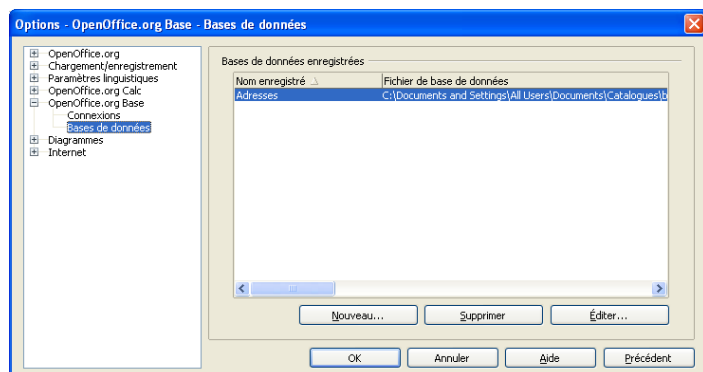 Options - OpenOffice.org Base - Bases de données
OpenOffice.org
Chargement/enregistrement
Paramètres linguistiques
OpenOffice.org Calc
OpenOffice.org Base
Connexions
Bases de données
Diagrammes
Internet
Bases de données enregistrées
Nom enregistré Fichier de base de données
Adresses C:\Documents and Settings\All Users\Documents\Catalogues\b
Nouveau... Supprimer Éditer...
OK Annuler Aide Précédent